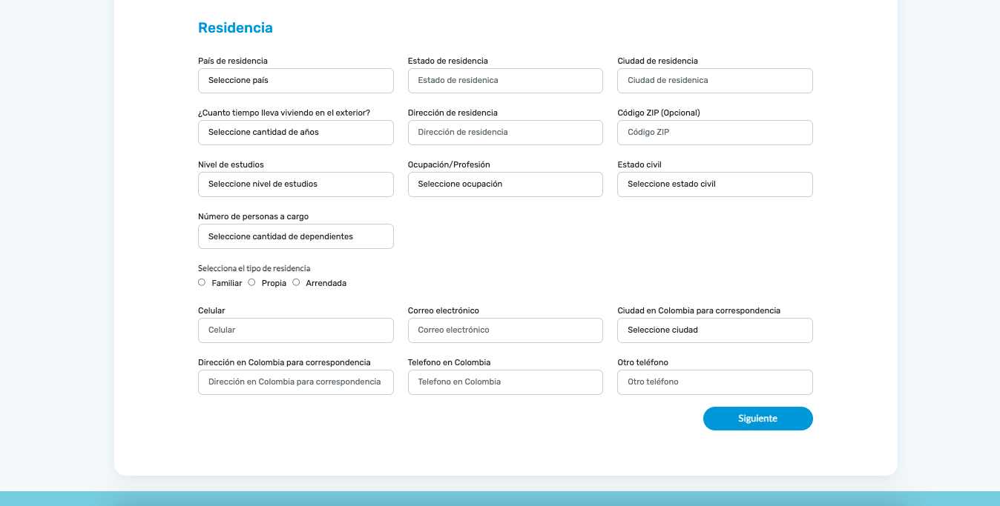 Residencia
País de residencia
Estado de residencia
Ciudad de residencia
Seleccione país
Estado de residenica
Ciudad de residenica
¿Cuanto tiempo lleva viviendo en el exterior?
Dirección de residencia
Código ZIP (Opcional)
Seleccione cantidad de años
Dirección de residencia
Código ZIP
Nivel de estudios
Ocupación/Profesión
Estado civil
Seleccione nivel de estudios
Seleccione ocupación
Seleccione estado civil
Número de personas a cargo
Seleccione cantidad de dependientes
Selecciona el tipo de residencia
Familiar Propia Arrendada
Celular
Correo electrónico
Ciudad en Colombia para correspondencia
Celular
Correo electrónico
Seleccione ciudad
Dirección en Colombia para correspondencia
Telefono en Colombia
Otro teléfono
Dirección en Colombia para correspondencia
Telefono en Colombia
Otro teléfono
Siguiente